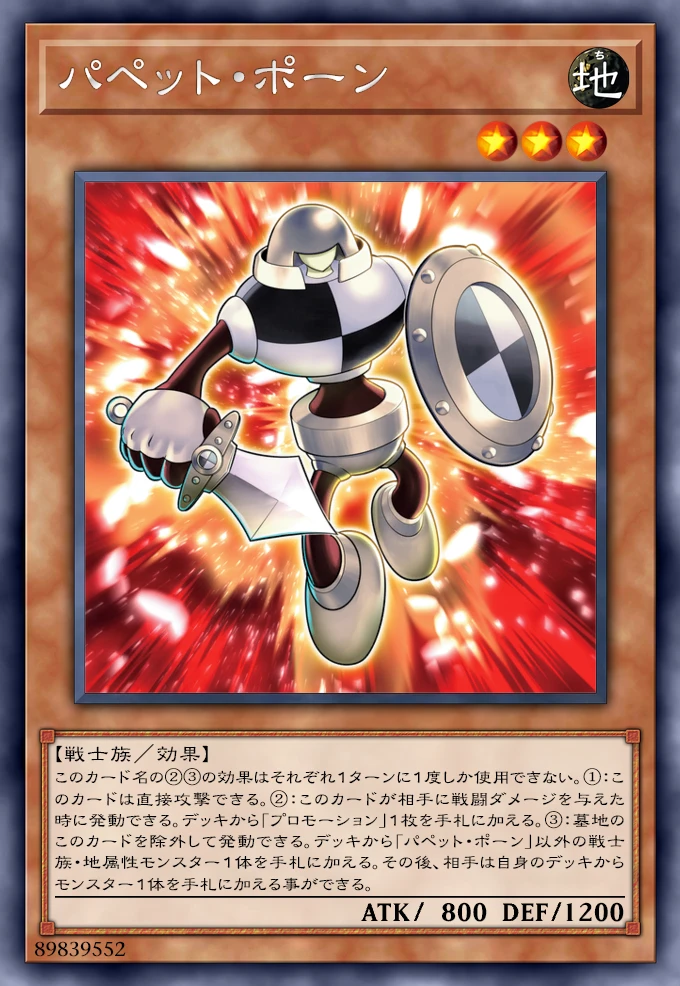 パペット・ポーン
ち
地
【戦士族／効果】
このカード名の②③の効果はそれぞれ1ターンに1度しか使用できない。①：こ
のカードは直接攻撃できる。②：このカードが相手に戦闘ダメージを与えた
時に発動できる。デッキから「プロモーション」1枚を手札に加える。③：墓地の
このカードを除外して発動できる。デッキから「パペット・ポーン」以外の戦士
族・地属性モンスター1体を手札に加える。その後、相手は自身のデッキから
モンスター1体を手札に加える事ができる。
ATK/ 800 DEF/1200
89839552